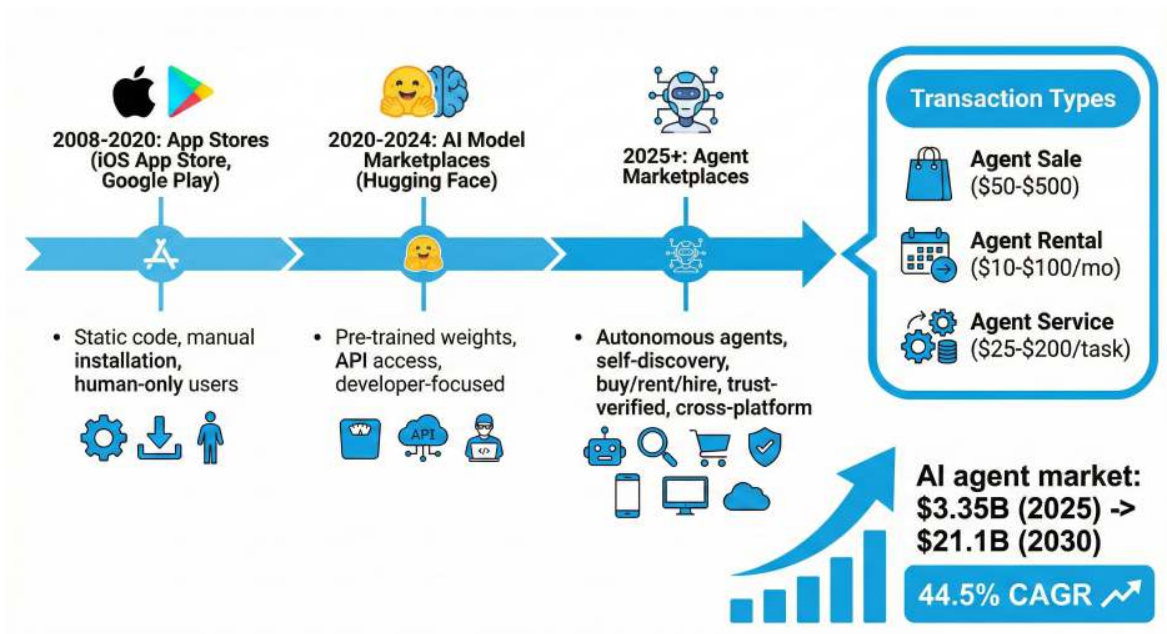 2008-2020: App Stores
(iOS App Store,
Google Play)
2020-2024: AI Model
Marketplaces
(Hugging Face)
2025+: Agent
Marketplaces
• Static code, manual
installation,
human-only users
• Pre-trained weights,
API access,
developer-focused
API
</>
• Autonomous agents,
self-discovery,
buy/rent/hire, trust-
verified, cross-platform
Transaction Types
Agent Sale
($50-$500)
Agent Rental
($10-$100/mo)
Agent Service
($25-$200/task)
AI agent market:
$3.35B (2025) ->
$21.1B (2030)
44.5% CAGR